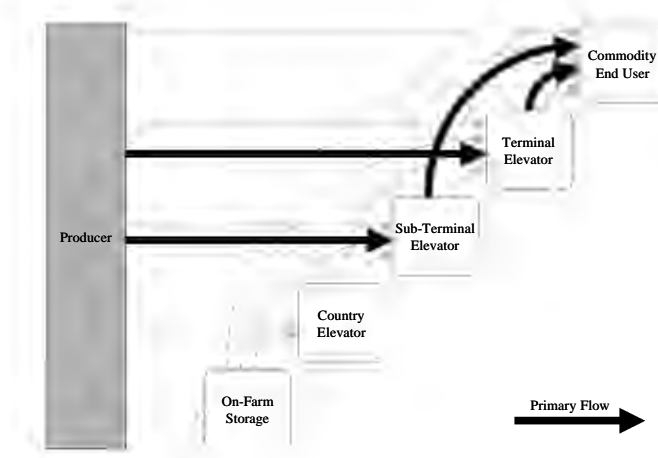 Commodity
End User
Terminal
Elevator
Producer
Sub-Terminal
Elevator
Country
Elevator
On-Farm
Storage
Primary Flow